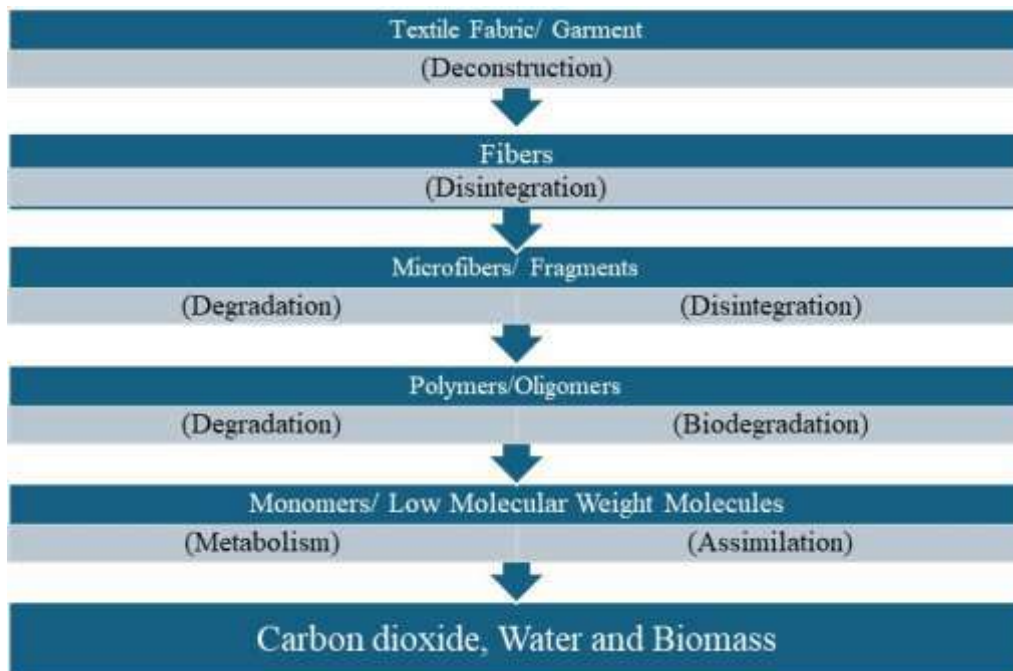 Textile Fabric/ Garment
(Deconstruction)
Fibers
(Disintegration)
Microfibers/ Fragments
(Degradation) (Disintegration)
Polymers/Oligomers
(Degradation) (Biodegradation)
Monomers/ Low Molecular Weight Molecules
(Metabolism) (Assimilation)
Carbon dioxide, Water and Biomass